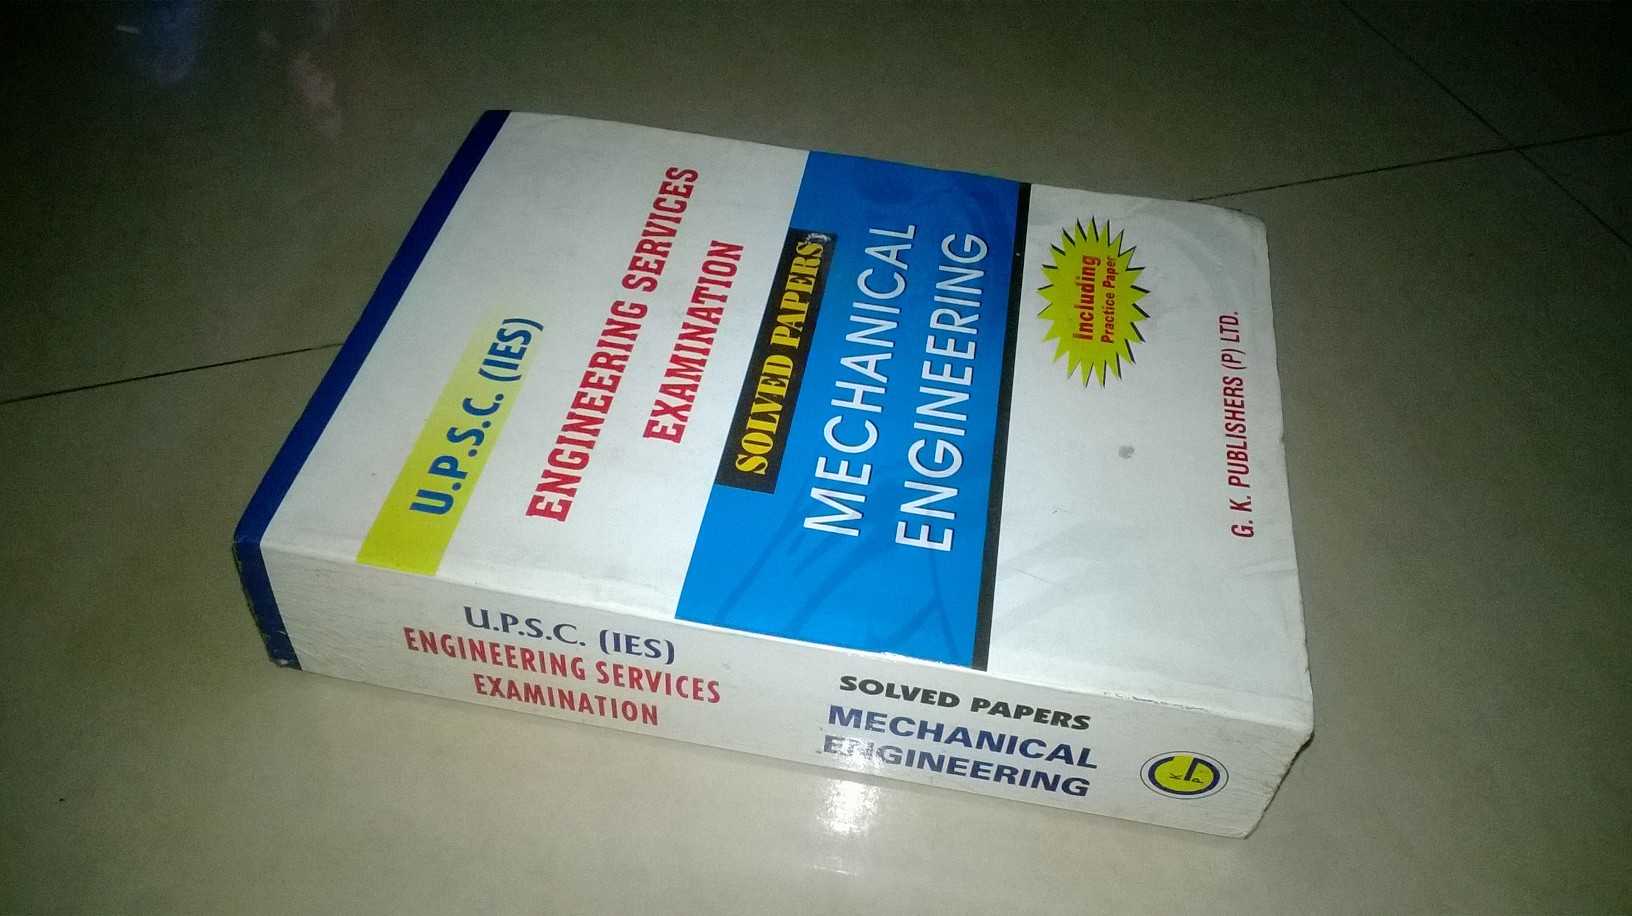 U.P.S.C. (IES)
ENGINEERING SERVICES
EXAMINATION
SOLVED PAPERS
MECHANICAL
ENGINEERING
Including
Practice Paper
G. K. PUBLISHERS (P) LTD.
U.P.S.C. (IES)
ENGINEERING SERVICES
EXAMINATION
SOLVED PAPERS
MECHANICAL
ENGINEERING
G
K
P